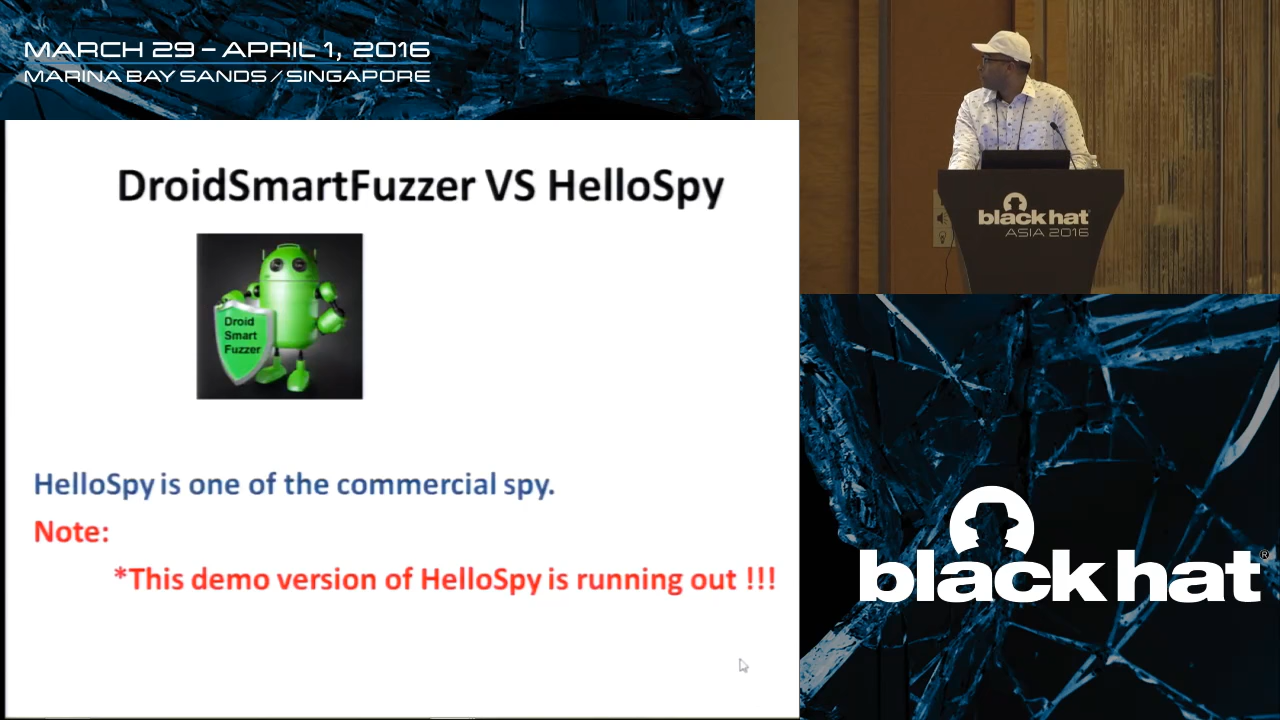 MARCH 29 – APRIL 1, 2016
MARINA BAY SANDS / SINGAPORE
DroidSmartFuzzer VS HelloSpy
Droid
Smart
Fuzzer
HelloSpy is one of the commercial spy.
Note:
*This demo version of HelloSpy is running out !!!
black hat
ASIA 2016
black hat®